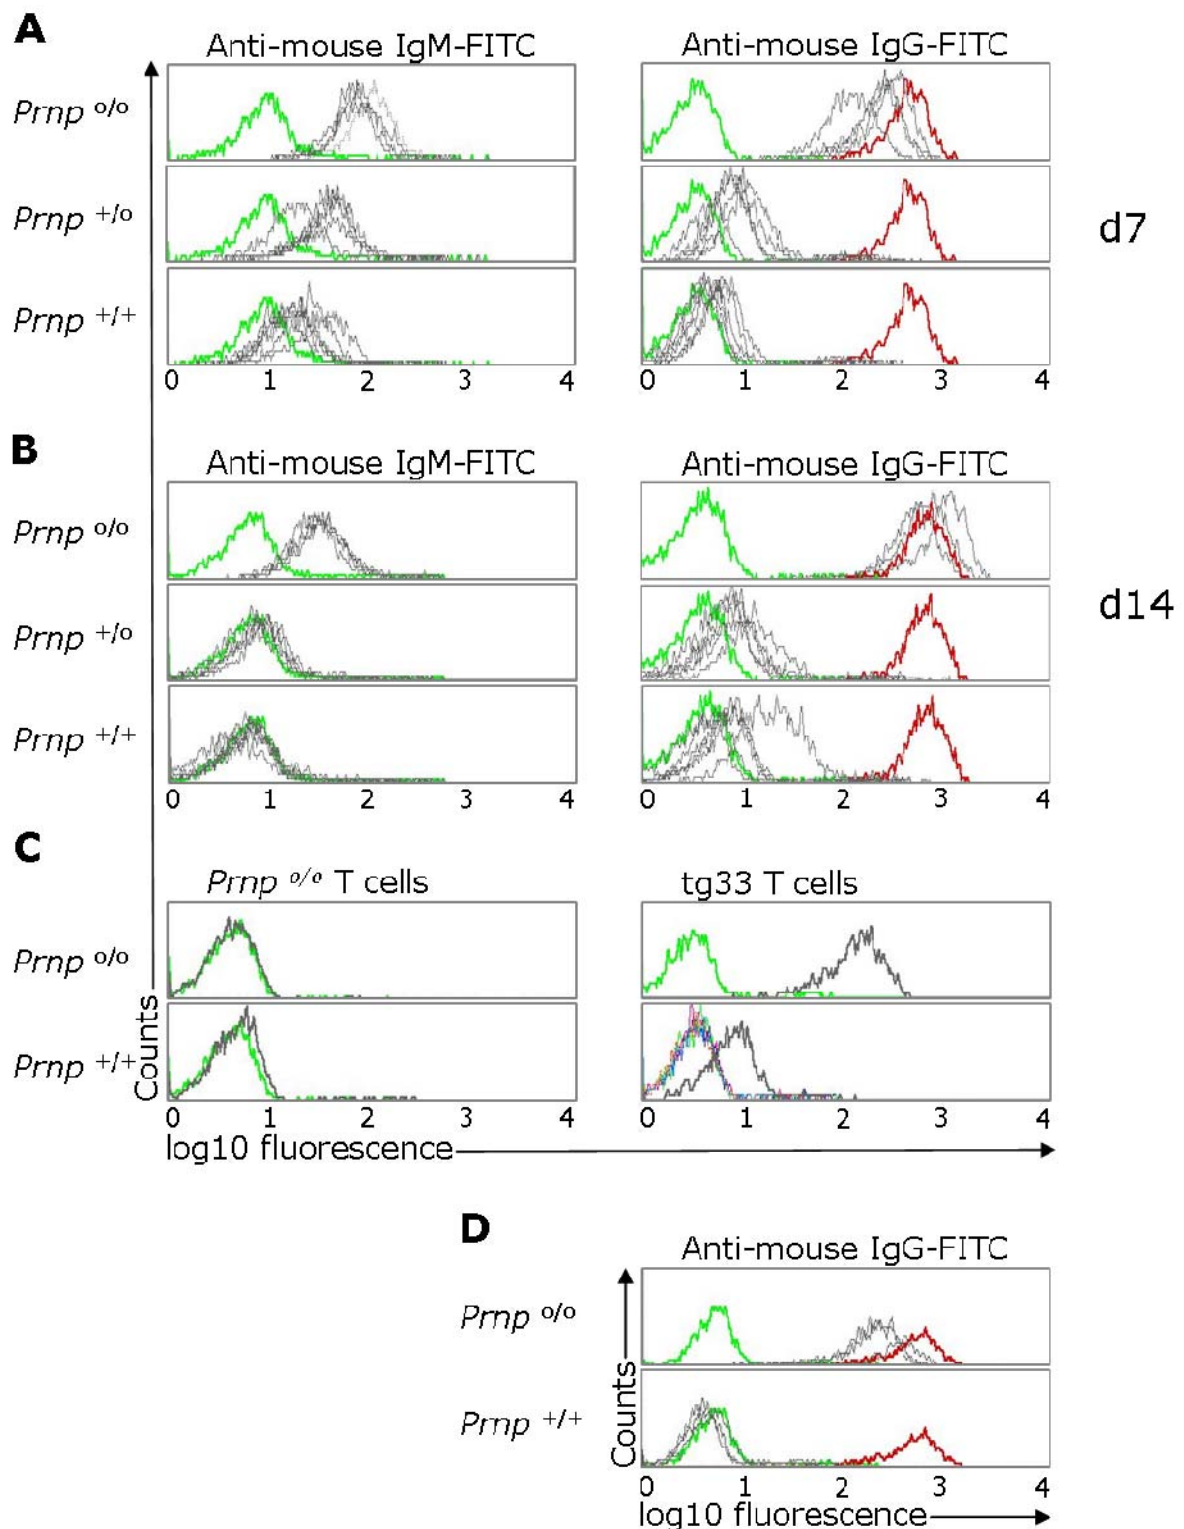 A
Anti-mouse IgM-FITC Anti-mouse IgG-FITC
Prnp o/o
Prnp +/o d7
Prnp +/+
0 1 2 3 4 0 1 2 3 4
B
Anti-mouse IgM-FITC Anti-mouse IgG-FITC
Prnp o/o
Prnp +/o d14
Prnp +/+
0 1 2 3 4 0 1 2 3 4
C
Prnp o/o T cells tg33 T cells
Prnp o/o
Prnp +/+
Counts
0 1 2 3 4 0 1 2 3 4
log10 fluorescence
D
Anti-mouse IgG-FITC
Prnp o/o
Prnp +/+
Counts
0 1 2 3 4
log10 fluorescence